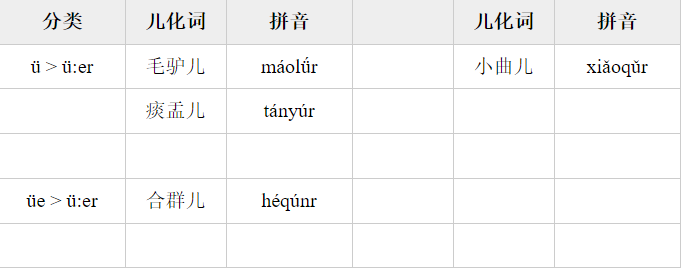 分类 儿化词 拼音 儿化词 拼音
ü > ü:er 毛驴儿 máolǘr 小曲儿 xiǎoqǔr
痰盂儿 tányúr
üe > ü:er 合群儿 héqúnr